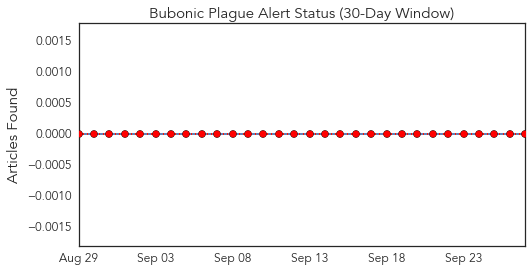 Bubonic Plague Alert Status (30-Day Window)
Articles Found
0.0015
0.0010
0.0005
0.0000
−0.0005
−0.0010
−0.0015
Aug 29 Sep 03 Sep 08 Sep 13 Sep 18 Sep 23